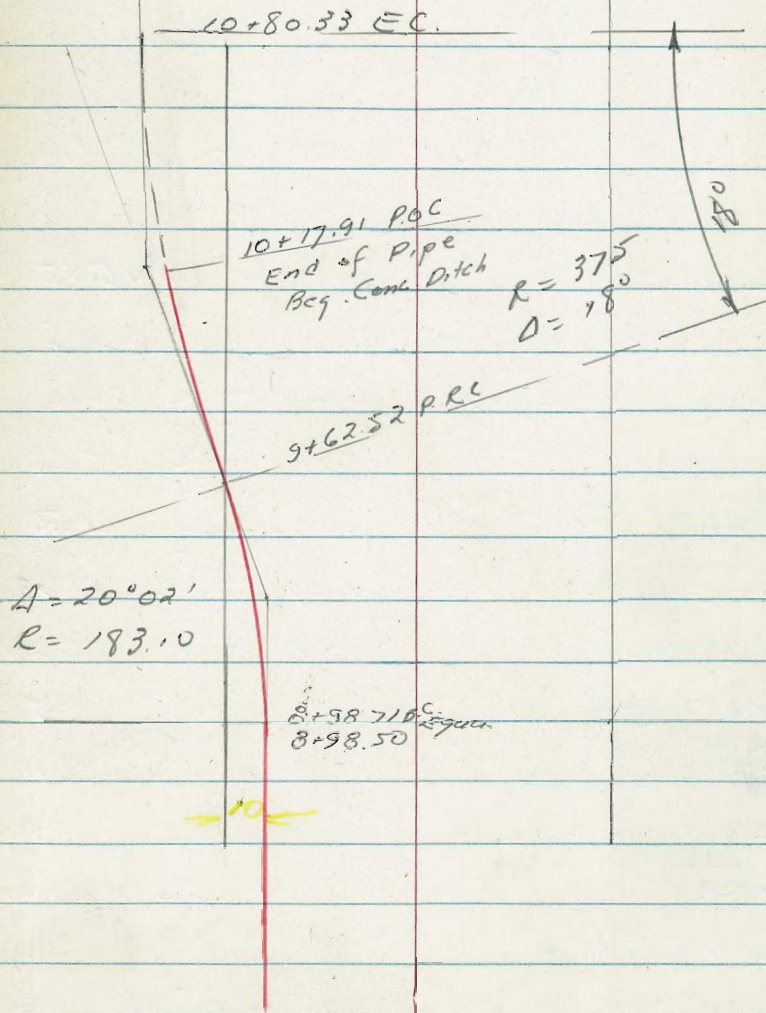 10+80.33 EC.
18°
10+17.91 P.O.C
End of Pipe
Beg. Conc Ditch
R = 375
Δ = 18°
9+62.52 P.R.C
Δ = 20°02'
R = 183.10
8+98.71 B.C.
8+98.50
10